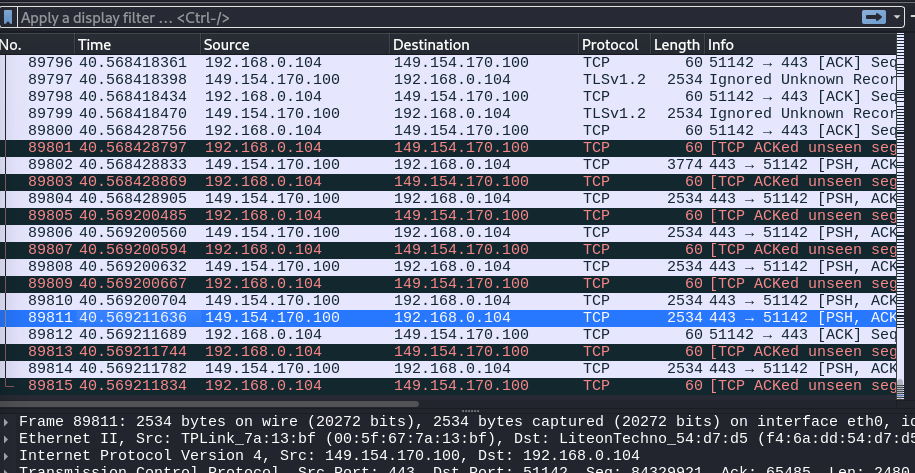 Apply a display filter … <Ctrl-/>
No. Time Source Destination Protocol Length Info
89796 40.568418361 192.168.0.104 149.154.170.100 TCP 60 51142 → 443 [ACK] Seq
89797 40.568418398 149.154.170.100 192.168.0.104 TLSv1.2 2534 Ignored Unknown Recor
89798 40.568418434 192.168.0.104 149.154.170.100 TCP 60 51142 → 443 [ACK] Seq
89799 40.568418470 149.154.170.100 192.168.0.104 TLSv1.2 2534 Ignored Unknown Recor
89800 40.568428756 192.168.0.104 149.154.170.100 TCP 60 51142 → 443 [ACK] Seq
89801 40.568428797 192.168.0.104 149.154.170.100 TCP 60 [TCP ACKed unseen seg
89802 40.568428833 149.154.170.100 192.168.0.104 TCP 3774 443 → 51142 [PSH, ACK
89803 40.568428869 192.168.0.104 149.154.170.100 TCP 60 [TCP ACKed unseen seg
89804 40.568428905 149.154.170.100 192.168.0.104 TCP 2534 443 → 51142 [PSH, ACK
89805 40.569200485 192.168.0.104 149.154.170.100 TCP 60 [TCP ACKed unseen seg
89806 40.569200560 149.154.170.100 192.168.0.104 TCP 2534 443 → 51142 [PSH, ACK
89807 40.569200594 192.168.0.104 149.154.170.100 TCP 60 [TCP ACKed unseen seg
89808 40.569200632 149.154.170.100 192.168.0.104 TCP 2534 443 → 51142 [PSH, ACK
89809 40.569200667 192.168.0.104 149.154.170.100 TCP 60 [TCP ACKed unseen seg
89810 40.569200704 149.154.170.100 192.168.0.104 TCP 2534 443 → 51142 [PSH, ACK
89811 40.569211636 149.154.170.100 192.168.0.104 TCP 2534 443 → 51142 [PSH, ACK
89812 40.569211689 192.168.0.104 149.154.170.100 TCP 60 51142 → 443 [ACK] Seq
89813 40.569211744 192.168.0.104 149.154.170.100 TCP 60 [TCP ACKed unseen seg
89814 40.569211782 149.154.170.100 192.168.0.104 TCP 2534 443 → 51142 [PSH, ACK
89815 40.569211834 192.168.0.104 149.154.170.100 TCP 60 [TCP ACKed unseen seg
Frame 89811: 2534 bytes on wire (20272 bits), 2534 bytes captured (20272 bits) on interface eth0, id
Ethernet II, Src: TPLink_7a:13:bf (00:5f:67:7a:13:bf), Dst: LiteonTechno_54:d7:d5 (f4:6a:dd:54:d7:d5
Internet Protocol Version 4, Src: 149.154.170.100, Dst: 192.168.0.104
Transmission Control Protocol, Src Port: 443, Dst Port: 51142, Seq: 84329921, Ack: 65485, Len: 2480